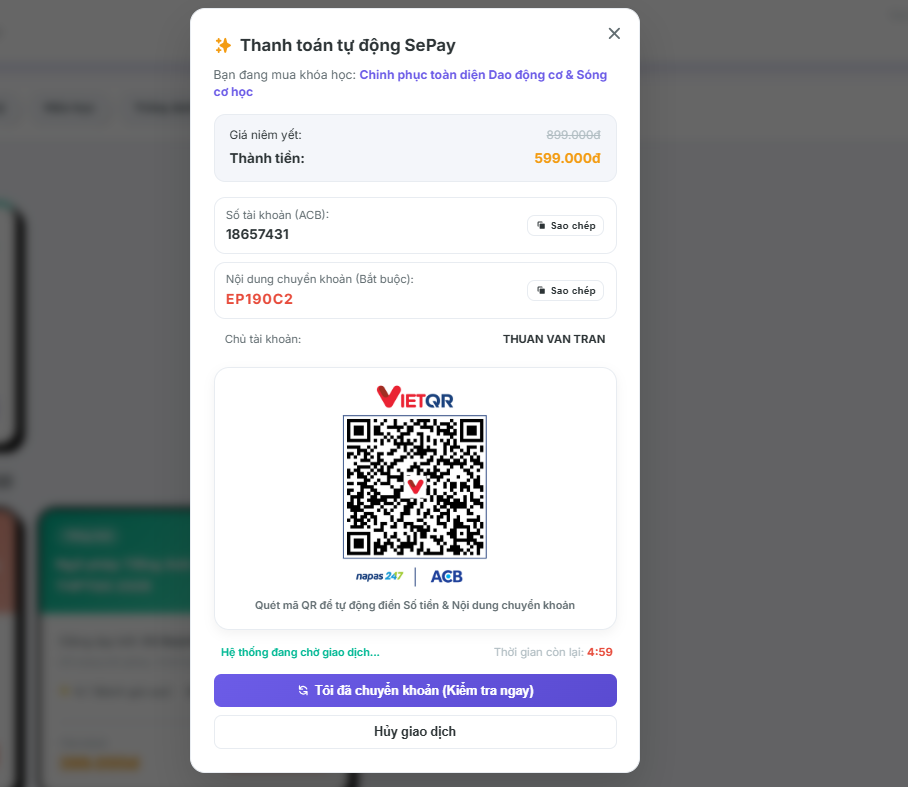 Thanh toán tự động SePay
Bạn đang mua khóa học: Chinh phục toàn diện Dao động cơ & Sóng
cơ học
Giá niêm yết: 899.000đ
Thành tiền: 599.000đ
Số tài khoản (ACB):
18657431
Sao chép
Nội dung chuyển khoản (Bắt buộc):
EP190C2
Sao chép
Chủ tài khoản: THUAN VAN TRAN
VIETQR
napas 247 | ACB
Quét mã QR để tự động điền Số tiền & Nội dung chuyển khoản
Hệ thống đang chờ giao dịch... Thời gian còn lại: 4:59
Tôi đã chuyển khoản (Kiểm tra ngay)
Hủy giao dịch